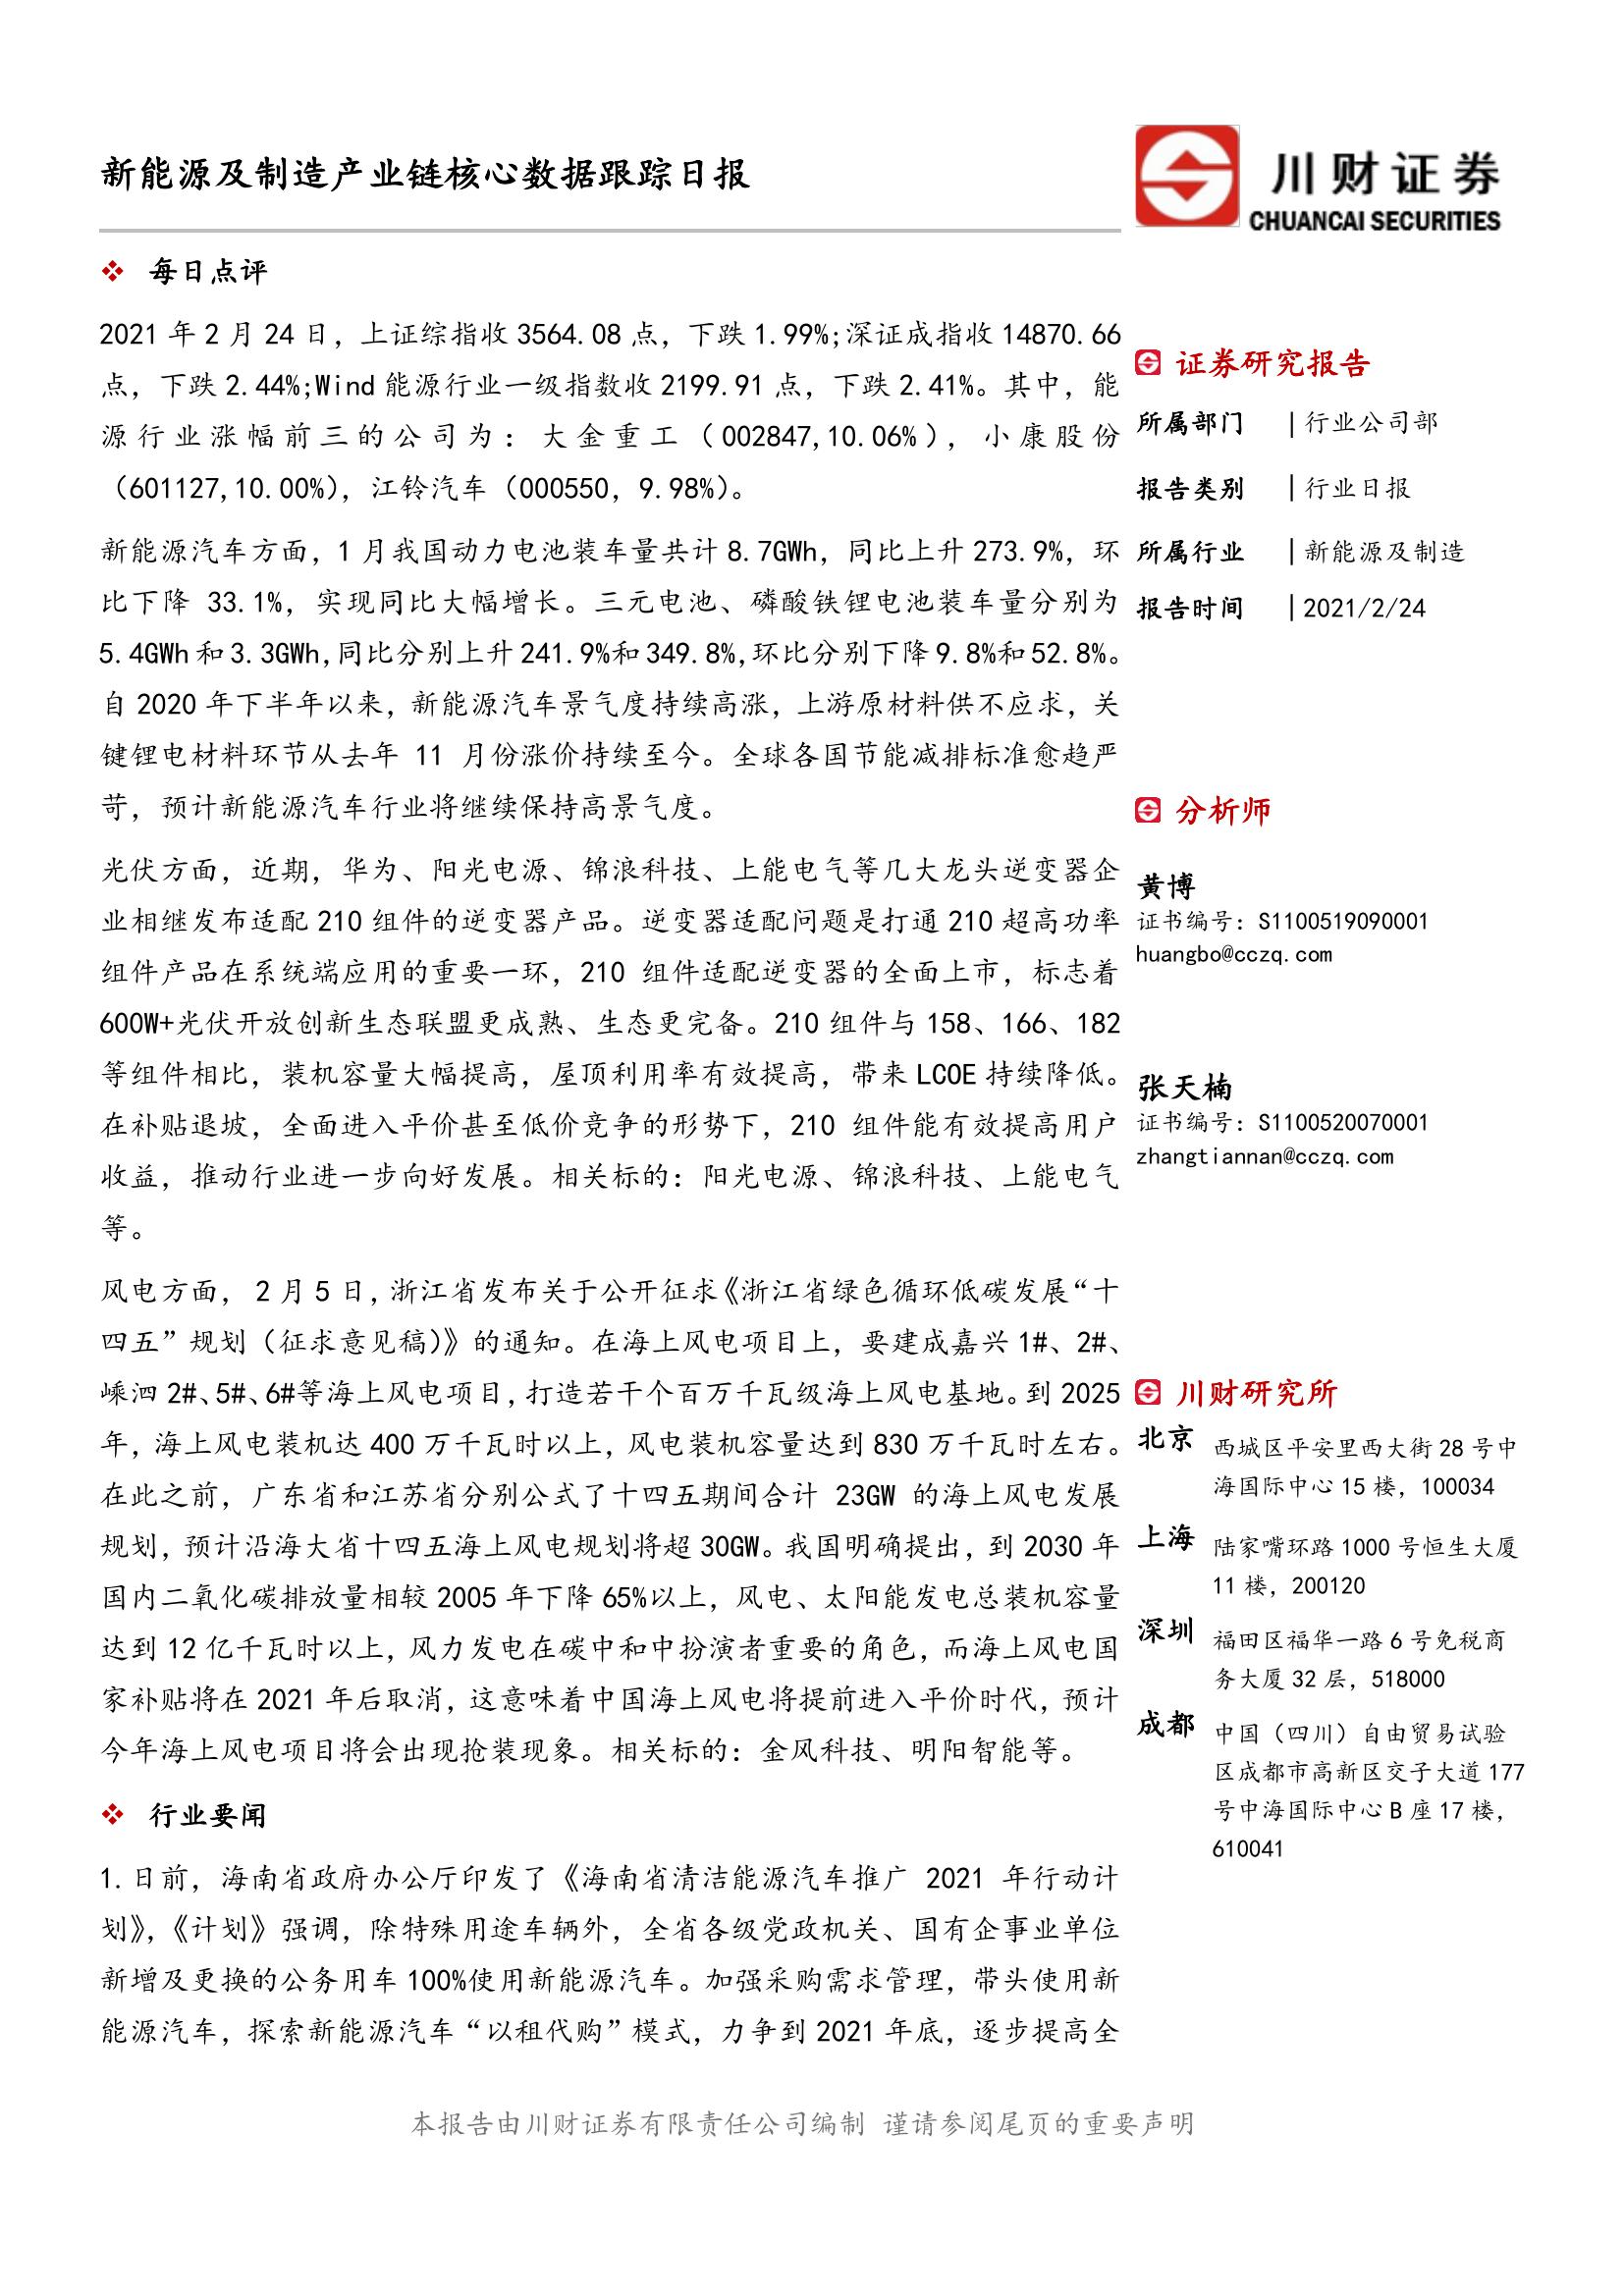 新能源及制造产业链核心数据跟踪日报
川财证券
CHUANCAI SECURITIES
每日点评
2021 年 2 月 24 日，上证综指收 3564.08 点，下跌 1.99%;深证成指收 14870.66
点，下跌 2.44%;Wind 能源行业一级指数收 2199.91 点，下跌 2.41%。其中，能
源行业涨幅前三的公司为：大金重工（002847,10.06%），小康股份
（601127,10.00%），江铃汽车（000550，9.98%）。
新能源汽车方面，1 月我国动力电池装车量共计 8.7GWh，同比上升 273.9%，环
比下降 33.1%，实现同比大幅增长。三元电池、磷酸铁锂电池装车量分别为
5.4GWh 和 3.3GWh,同比分别上升 241.9%和 349.8%,环比分别下降 9.8%和 52.8%。
自 2020 年下半年以来，新能源汽车景气度持续高涨，上游原材料供不应求，关
键锂电材料环节从去年 11 月份涨价持续至今。全球各国节能减排标准愈趋严
苛，预计新能源汽车行业将继续保持高景气度。
光伏方面，近期，华为、阳光电源、锦浪科技、上能电气等几大龙头逆变器企
业相继发布适配 210 组件的逆变器产品。逆变器适配问题是打通 210 超高功率
组件产品在系统端应用的重要一环，210 组件适配逆变器的全面上市，标志着
600W+光伏开放创新生态联盟更成熟、生态更完备。210 组件与 158、166、182
等组件相比，装机容量大幅提高，屋顶利用率有效提高，带来 LCOE 持续降低。
在补贴退坡，全面进入平价甚至低价竞争的形势下，210 组件能有效提高用户
收益，推动行业进一步向好发展。相关标的：阳光电源、锦浪科技、上能电气
等。
风电方面， 2 月 5 日，浙江省发布关于公开征求《浙江省绿色循环低碳发展“十
四五”规划（征求意见稿）》的通知。在海上风电项目上，要建成嘉兴 1#、2#、
嵊泗 2#、5#、6#等海上风电项目，打造若干个百万千瓦级海上风电基地。到 2025
年，海上风电装机达 400 万千瓦时以上，风电装机容量达到 830 万千瓦时左右。
在此之前，广东省和江苏省分别公式了十四五期间合计 23GW 的海上风电发展
规划，预计沿海大省十四五海上风电规划将超 30GW。我国明确提出，到 2030 年
国内二氧化碳排放量相较 2005 年下降 65%以上，风电、太阳能发电总装机容量
达到 12 亿千瓦时以上，风力发电在碳中和中扮演者重要的角色，而海上风电国
家补贴将在 2021 年后取消，这意味着中国海上风电将提前进入平价时代，预计
今年海上风电项目将会出现抢装现象。相关标的：金风科技、明阳智能等。
行业要闻
1.日前，海南省政府办公厅印发了《海南省清洁能源汽车推广 2021 年行动计
划》，《计划》强调，除特殊用途车辆外，全省各级党政机关、国有企事业单位
新增及更换的公务用车 100%使用新能源汽车。加强采购需求管理，带头使用新
能源汽车，探索新能源汽车“以租代购”模式，力争到 2021 年底，逐步提高全
证券研究报告
所属部门 | 行业公司部
报告类别 | 行业日报
所属行业 | 新能源及制造
报告时间 | 2021/2/24
分析师
黄博
证书编号：S1100519090001
huangbo@cczq.com
张天楠
证书编号：S1100520070001
zhangtiannan@cczq.com
川财研究所
北京 西城区平安里西大街 28 号中
海国际中心 15 楼，100034
上海 陆家嘴环路 1000 号恒生大厦
11 楼，200120
深圳 福田区福华一路 6 号免税商
务大厦 32 层，518000
成都 中国（四川）自由贸易试验
区成都市高新区交子大道 177
号中海国际中心 B 座 17 楼，
610041
本报告由川财证券有限责任公司编制 谨请参阅尾页的重要声明